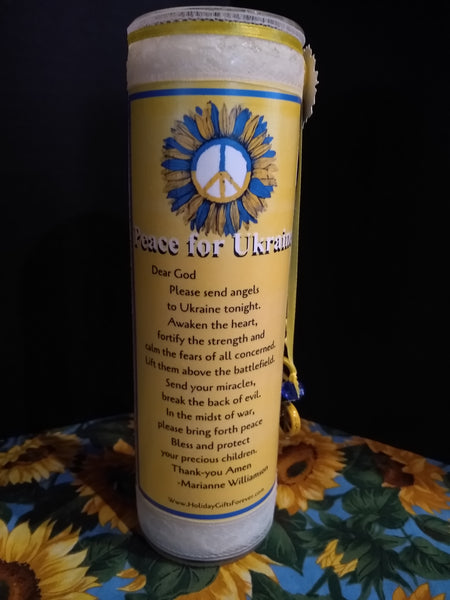 Peace for Ukraine
Dear God
Please send angels
to Ukraine tonight.
Awaken the heart,
fortify the strength and
calm the fears of all concerned.
Lift them above the battlefield.
Send your miracles,
break the back of evil.
In the midst of war,
please bring forth peace
Bless and protect
your precious children.
Thank-you Amen
-Marianne Williamson
www.HolidayGiftsForever.com